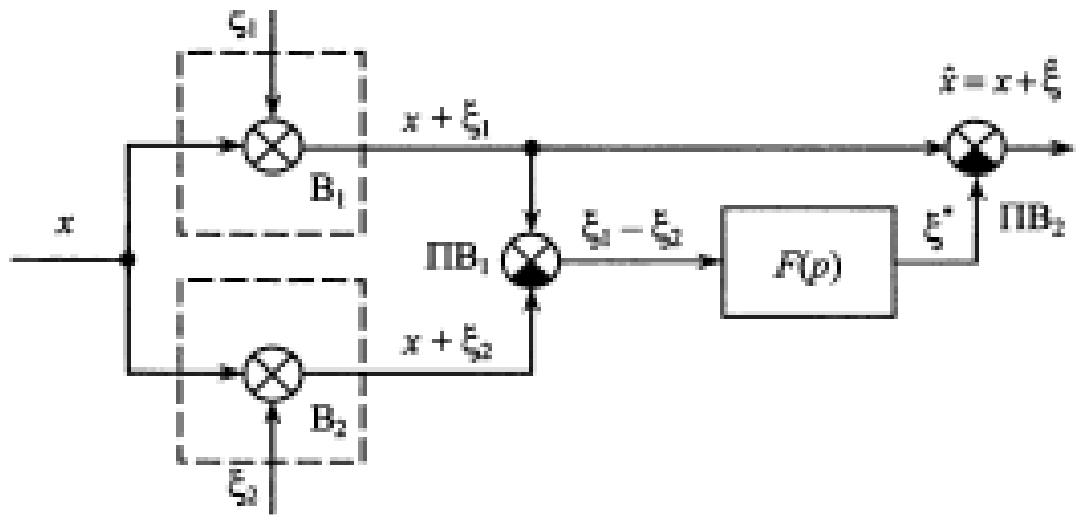 ξ₁
x̂ = x + ξ
x + ξ₁
В₁
x
ПВ₁
ξ₁ − ξ₂
F(p)
ξ*
ПВ₂
x + ξ₂
В₂
ξ₂